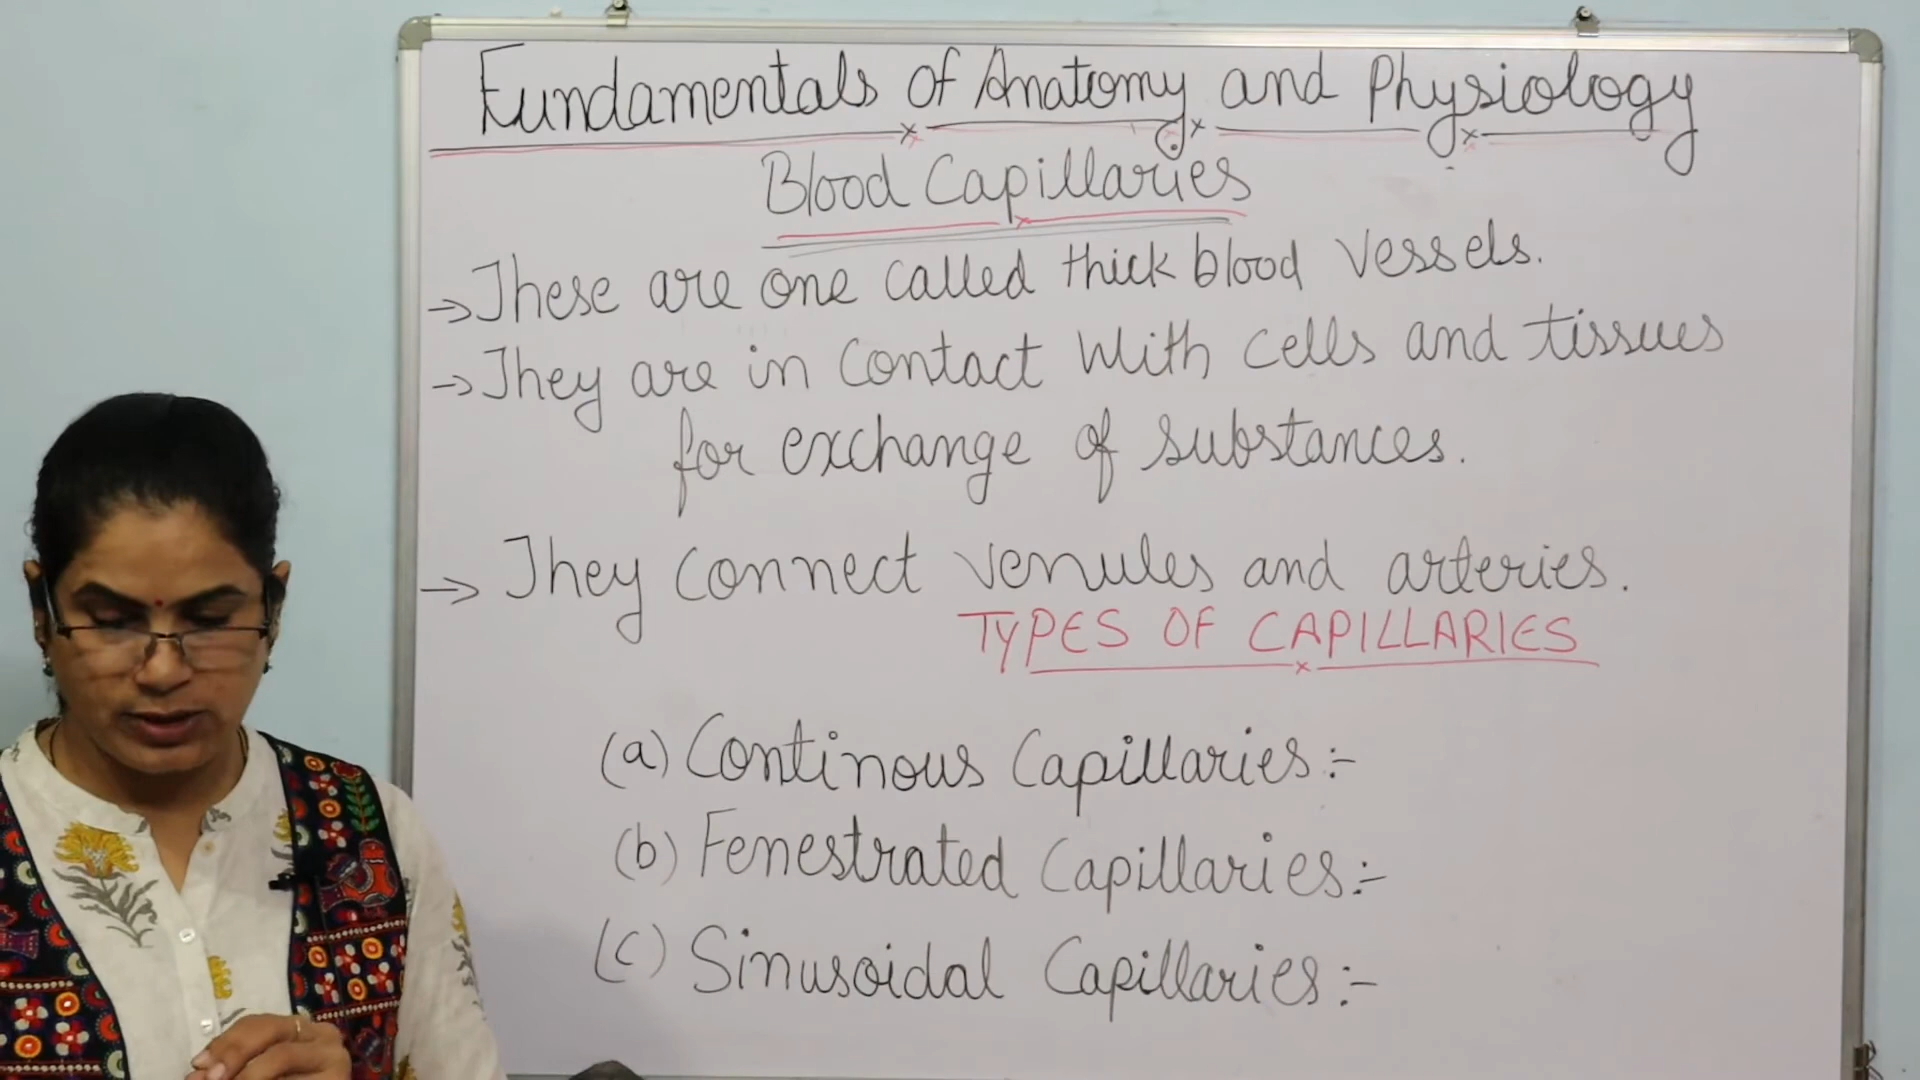 Fundamentals of Anatomy and Physiology
Blood Capillaries
→ These are one called thick blood vessels.
→ They are in contact with cells and tissues
for exchange of substances.
→ They connect venules and arteries.
TYPES OF CAPILLARIES
(a) Continous Capillaries:-
(b) Fenestrated Capillaries:-
(c) Sinusoidal Capillaries:-